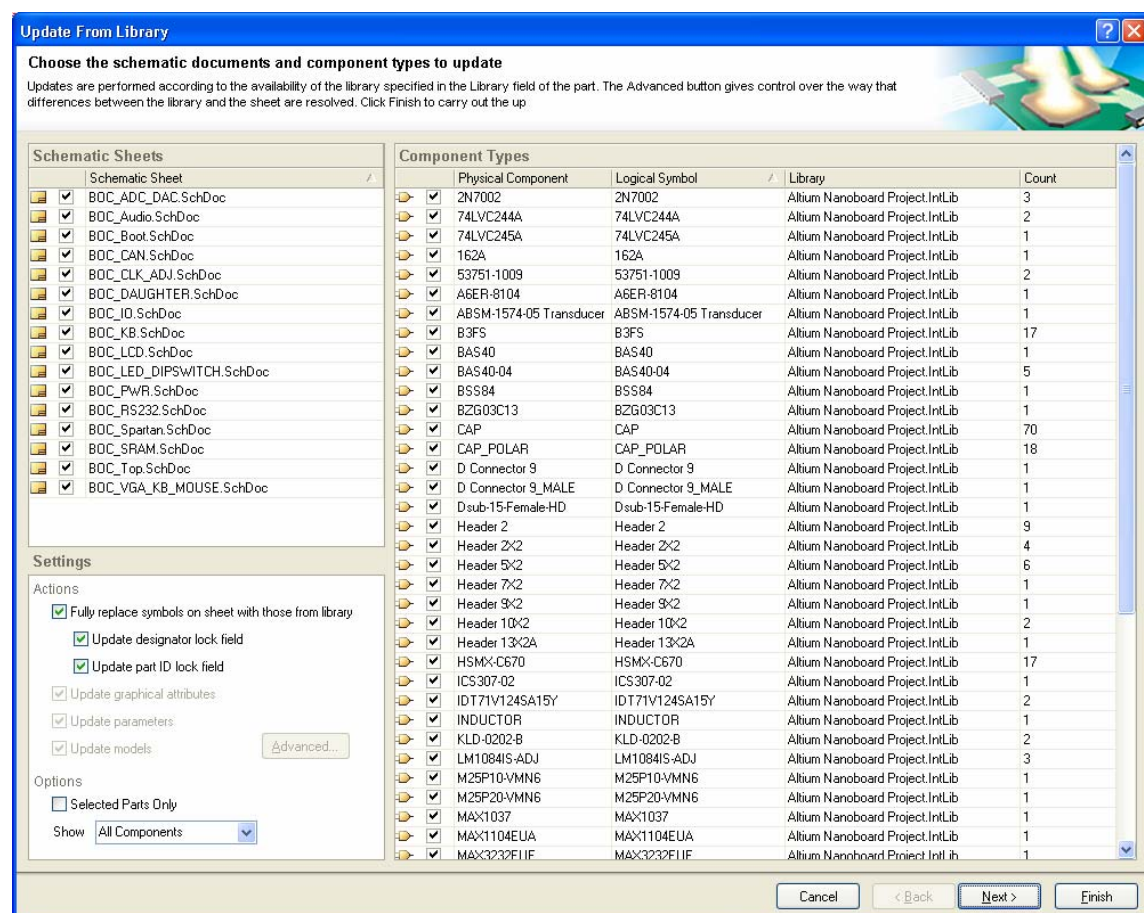 Update From Library
Choose the schematic documents and component types to update
Updates are performed according to the availability of the library specified in the Library field of the part. The Advanced button gives control over the way that
differences between the library and the sheet are resolved. Click Finish to carry out the up
Schematic Sheets
Schematic Sheet
BOC_ADC_DAC.SchDoc
BOC_Audio.SchDoc
BOC_Boot.SchDoc
BOC_CAN.SchDoc
BOC_CLK_ADJ.SchDoc
BOC_DAUGHTER.SchDoc
BOC_IO.SchDoc
BOC_KB.SchDoc
BOC_LCD.SchDoc
BOC_LED_DIPSWITCH.SchDoc
BOC_PWR.SchDoc
BOC_RS232.SchDoc
BOC_Spartan.SchDoc
BOC_SRAM.SchDoc
BOC_Top.SchDoc
BOC_VGA_KB_MOUSE.SchDoc
Settings
Actions
Fully replace symbols on sheet with those from library
Update designator lock field
Update part ID lock field
Update graphical attributes
Update parameters
Update models Advanced...
Options
Selected Parts Only
Show All Components
Component Types
Physical Component Logical Symbol Library Count
2N7002 2N7002 Altium Nanoboard Project.IntLib 3
74LVC244A 74LVC244A Altium Nanoboard Project.IntLib 2
74LVC245A 74LVC245A Altium Nanoboard Project.IntLib 1
162A 162A Altium Nanoboard Project.IntLib 1
53751-1009 53751-1009 Altium Nanoboard Project.IntLib 2
A6ER-8104 A6ER-8104 Altium Nanoboard Project.IntLib 1
ABSM-1574-05 Transducer ABSM-1574-05 Transducer Altium Nanoboard Project.IntLib 1
B3FS B3FS Altium Nanoboard Project.IntLib 17
BAS40 BAS40 Altium Nanoboard Project.IntLib 1
BAS40-04 BAS40-04 Altium Nanoboard Project.IntLib 5
BSS84 BSS84 Altium Nanoboard Project.IntLib 1
BZG03C13 BZG03C13 Altium Nanoboard Project.IntLib 1
CAP CAP Altium Nanoboard Project.IntLib 70
CAP_POLAR CAP_POLAR Altium Nanoboard Project.IntLib 18
D Connector 9 D Connector 9 Altium Nanoboard Project.IntLib 1
D Connector 9_MALE D Connector 9_MALE Altium Nanoboard Project.IntLib 1
Dsub-15-Female-HD Dsub-15-Female-HD Altium Nanoboard Project.IntLib 1
Header 2 Header 2 Altium Nanoboard Project.IntLib 9
Header 2X2 Header 2X2 Altium Nanoboard Project.IntLib 4
Header 5X2 Header 5X2 Altium Nanoboard Project.IntLib 6
Header 7X2 Header 7X2 Altium Nanoboard Project.IntLib 1
Header 9X2 Header 9X2 Altium Nanoboard Project.IntLib 1
Header 10X2 Header 10X2 Altium Nanoboard Project.IntLib 2
Header 13X2A Header 13X2A Altium Nanoboard Project.IntLib 1
HSMX-C670 HSMX-C670 Altium Nanoboard Project.IntLib 17
ICS307-02 ICS307-02 Altium Nanoboard Project.IntLib 1
IDT71V124SA15Y IDT71V124SA15Y Altium Nanoboard Project.IntLib 2
INDUCTOR INDUCTOR Altium Nanoboard Project.IntLib 1
KLD-0202-B KLD-0202-B Altium Nanoboard Project.IntLib 2
LM1084IS-ADJ LM1084IS-ADJ Altium Nanoboard Project.IntLib 3
M25P10-VMN6 M25P10-VMN6 Altium Nanoboard Project.IntLib 1
M25P20-VMN6 M25P20-VMN6 Altium Nanoboard Project.IntLib 1
MAX1037 MAX1037 Altium Nanoboard Project.IntLib 1
MAX1104EUA MAX1104EUA Altium Nanoboard Project.IntLib 1
MAX3232EUE MAX3232EUE Altium Nanoboard Project.IntLib 1
Cancel < Back Next > Finish